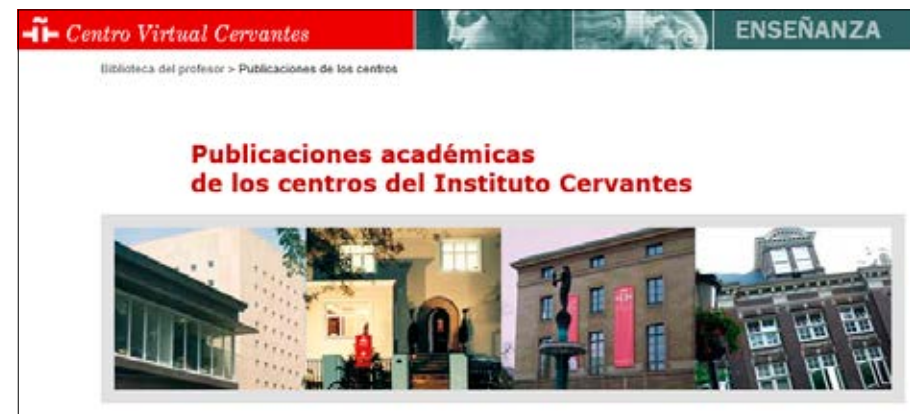 Centro Virtual Cervantes
ENSEÑANZA
Biblioteca del profesor > Publicaciones de los centros
Publicaciones académicas
de los centros del Instituto Cervantes